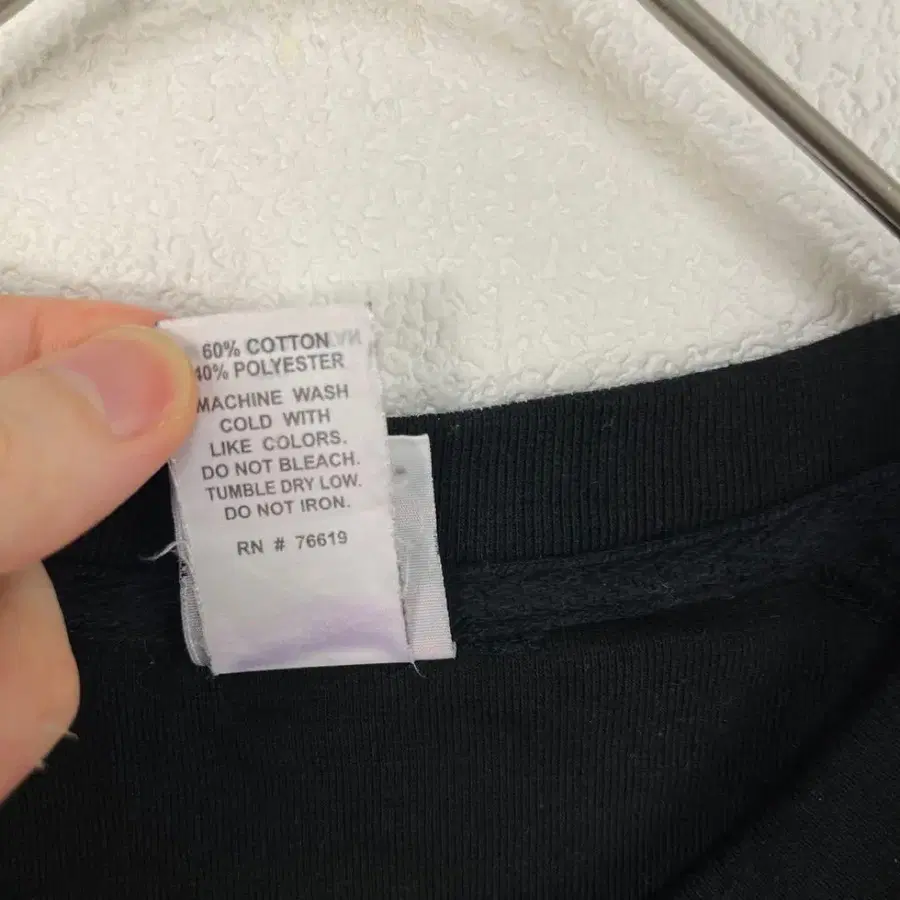 60% COTTON
40% POLYESTER
MACHINE WASH
COLD WITH
LIKE COLORS.
DO NOT BLEACH.
TUMBLE DRY LOW.
DO NOT IRON.
RN # 76619